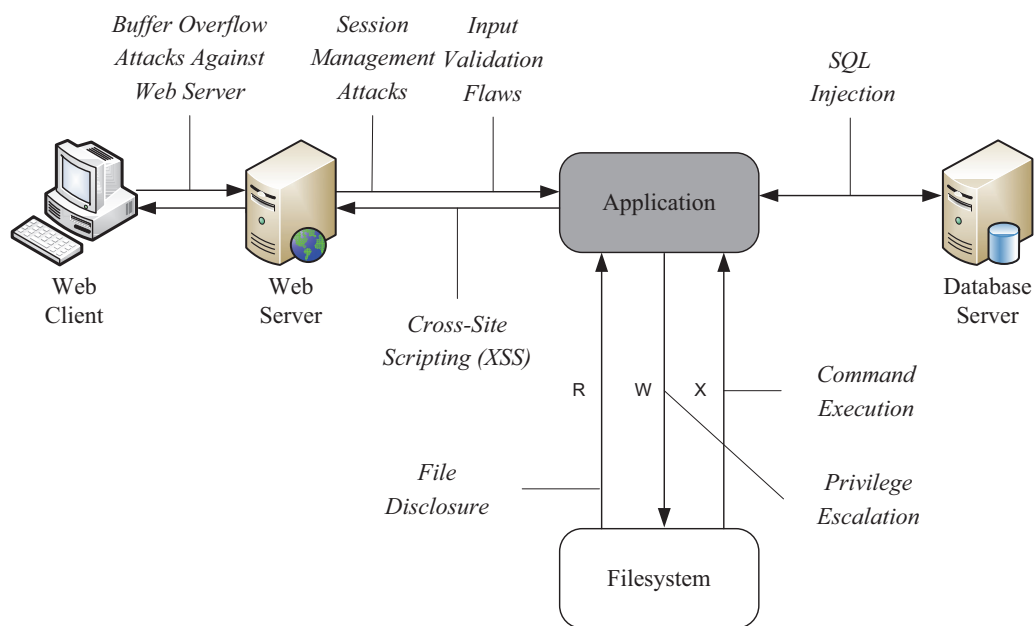 Buffer Overflow
Attacks Against
Web Server
Session
Management
Attacks
Input
Validation
Flaws
SQL
Injection
Application
Web
Client
Web
Server
Database
Server
Cross-Site
Scripting (XSS)
R
W
X
Command
Execution
File
Disclosure
Privilege
Escalation
Filesystem